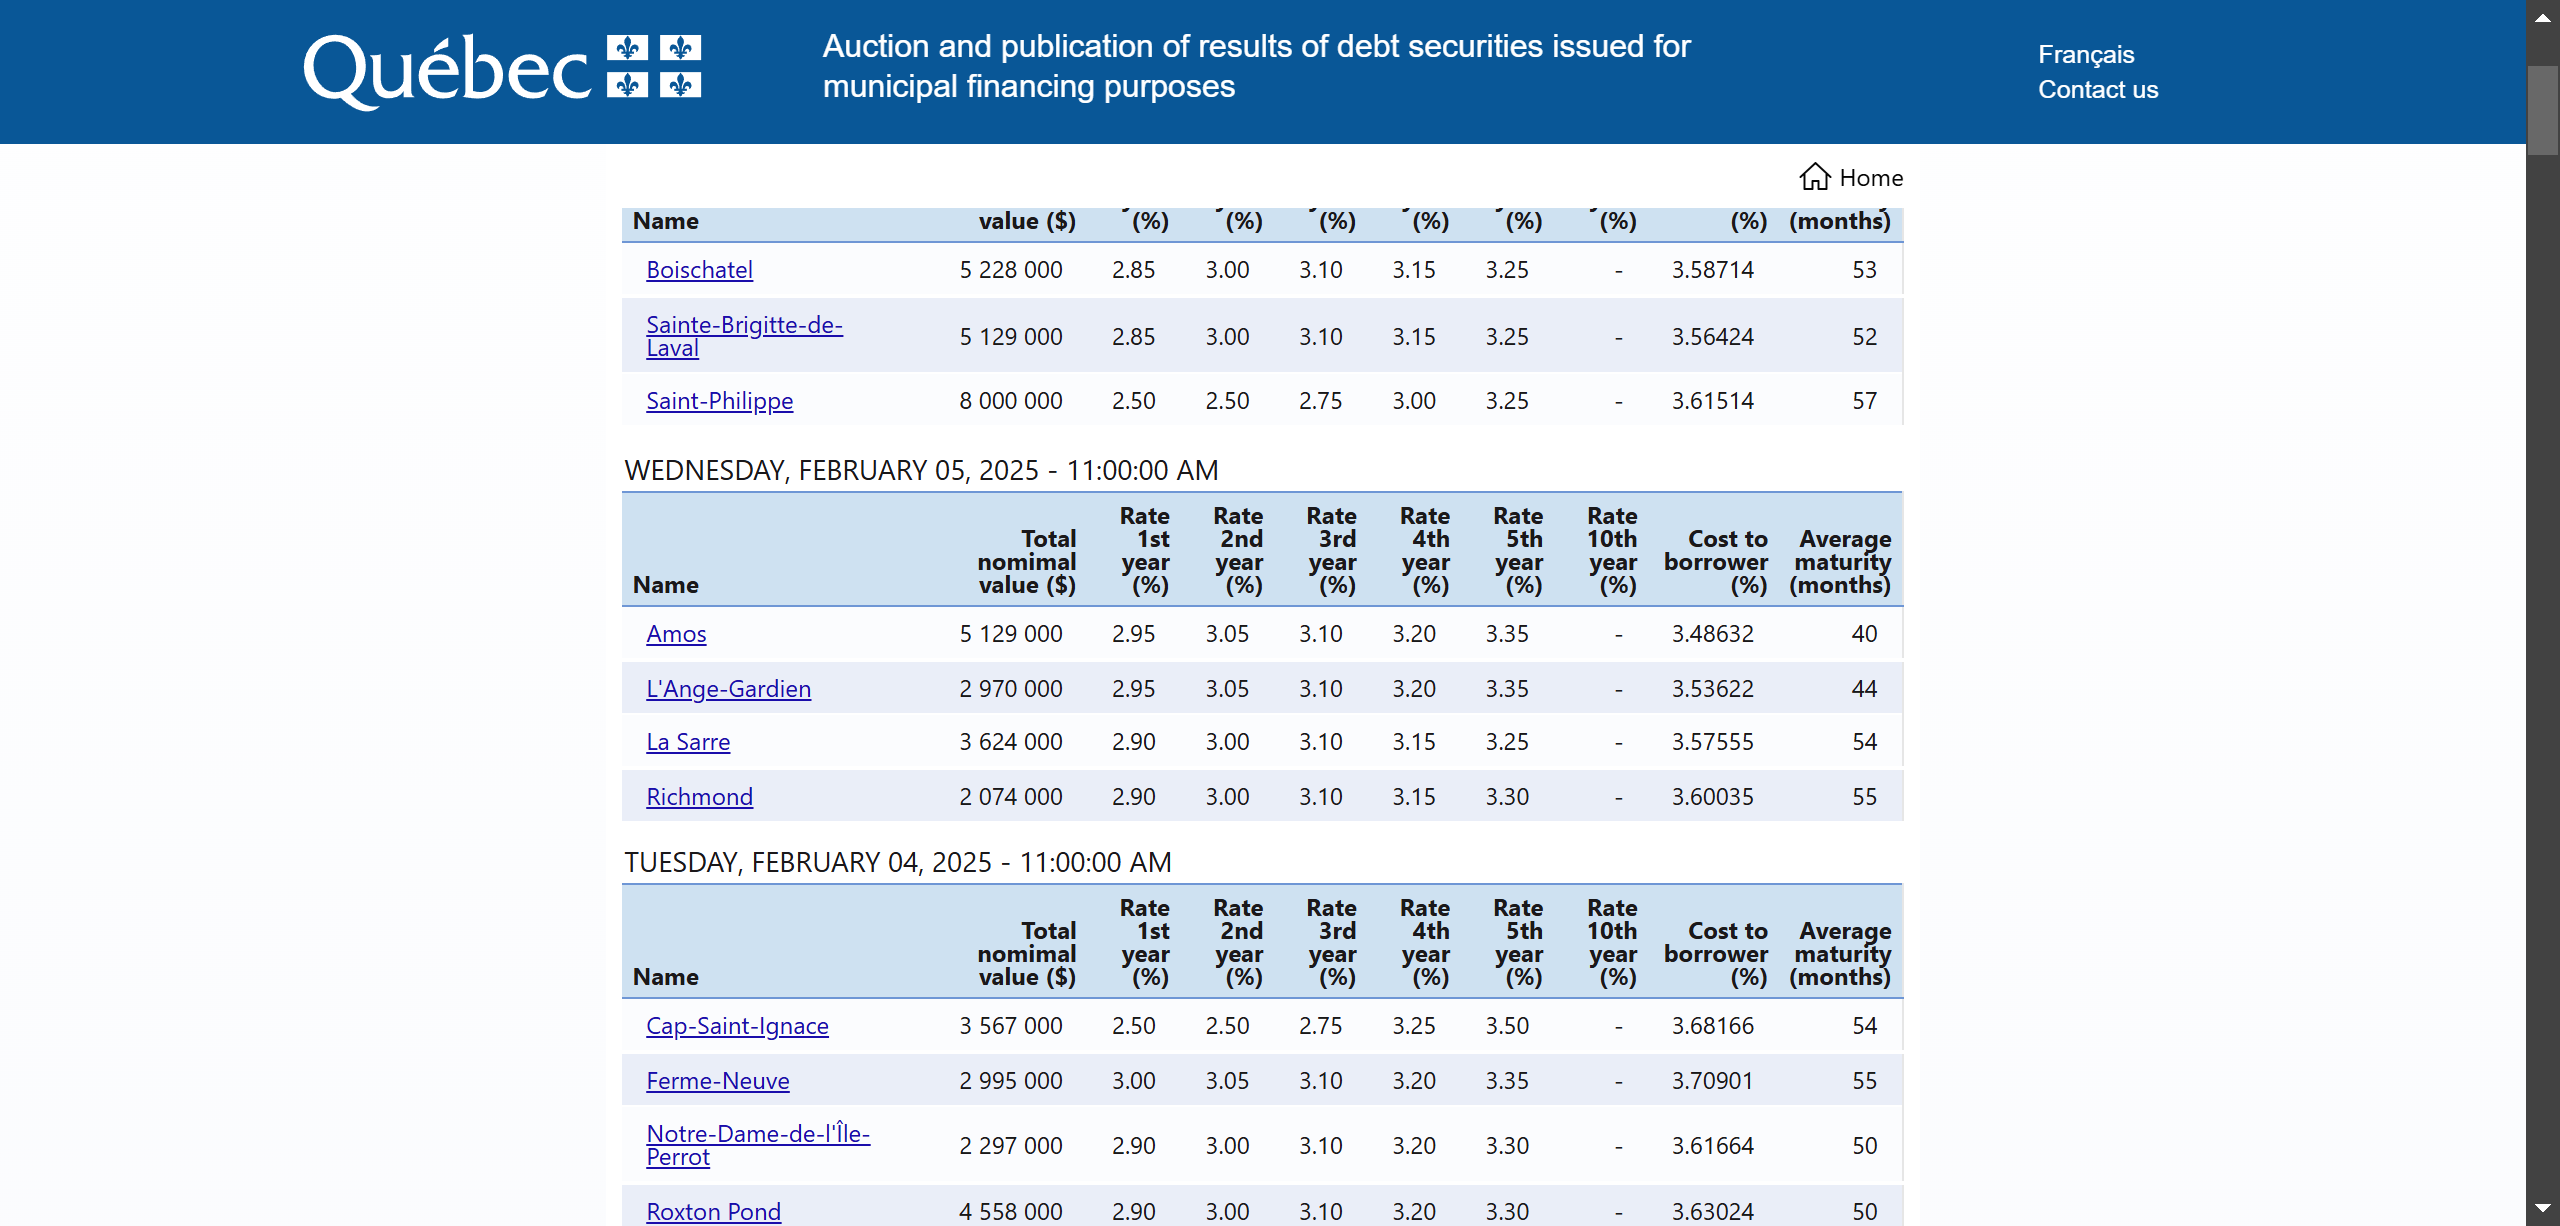 Québec
Auction and publication of results of debt securities issued for
municipal financing purposes
Français
Contact us
Home
Name value ($) (%) (%) (%) (%) (%) (%) (%) (months)
Boischatel 5 228 000 2.85 3.00 3.10 3.15 3.25 - 3.58714 53
Sainte-Brigitte-de-
Laval 5 129 000 2.85 3.00 3.10 3.15 3.25 - 3.56424 52
Saint-Philippe 8 000 000 2.50 2.50 2.75 3.00 3.25 - 3.61514 57
WEDNESDAY, FEBRUARY 05, 2025 - 11:00:00 AM
Rate Rate Rate Rate Rate Rate
Total 1st 2nd 3rd 4th 5th 10th Cost to Average
nomimal year year year year year year borrower maturity
Name value ($) (%) (%) (%) (%) (%) (%) (%) (months)
Amos 5 129 000 2.95 3.05 3.10 3.20 3.35 - 3.48632 40
L'Ange-Gardien 2 970 000 2.95 3.05 3.10 3.20 3.35 - 3.53622 44
La Sarre 3 624 000 2.90 3.00 3.10 3.15 3.25 - 3.57555 54
Richmond 2 074 000 2.90 3.00 3.10 3.15 3.30 - 3.60035 55
TUESDAY, FEBRUARY 04, 2025 - 11:00:00 AM
Rate Rate Rate Rate Rate Rate
Total 1st 2nd 3rd 4th 5th 10th Cost to Average
nomimal year year year year year year borrower maturity
Name value ($) (%) (%) (%) (%) (%) (%) (%) (months)
Cap-Saint-Ignace 3 567 000 2.50 2.50 2.75 3.25 3.50 - 3.68166 54
Ferme-Neuve 2 995 000 3.00 3.05 3.10 3.20 3.35 - 3.70901 55
Notre-Dame-de-l'Île-
Perrot 2 297 000 2.90 3.00 3.10 3.20 3.30 - 3.61664 50
Roxton Pond 4 558 000 2.90 3.00 3.10 3.20 3.30 - 3.63024 50